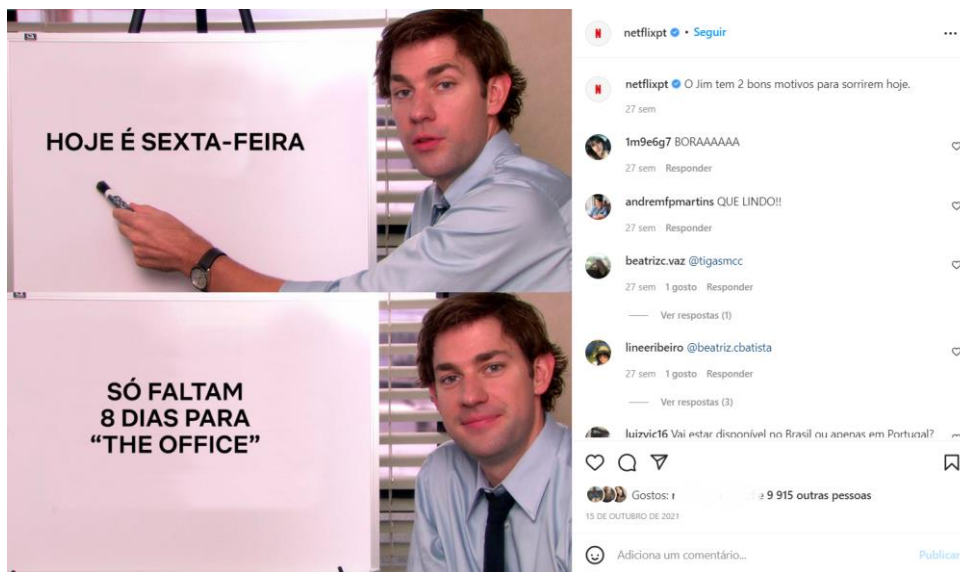 HOJE É SEXTA-FEIRA
SÓ FALTAM
8 DIAS PARA
“THE OFFICE”
netflixpt • Seguir
netflixpt O Jim tem 2 bons motivos para sorrirem hoje.
27 sem
1m9e6g7 BORAAAAAA
27 sem Responder
andremfpmartins QUE LINDO!!
27 sem Responder
beatrizc.vaz @tigasmcc
27 sem 1 gosto Responder
Ver respostas (1)
lineeribeiro @beatriz.cbatista
27 sem 1 gosto Responder
Ver respostas (3)
luizvic16 Vai estar disponível no Brasil ou apenas em Portugal?
Gostos: e 9 915 outras pessoas
15 DE OUTUBRO DE 2021
Adiciona um comentário... Publicar